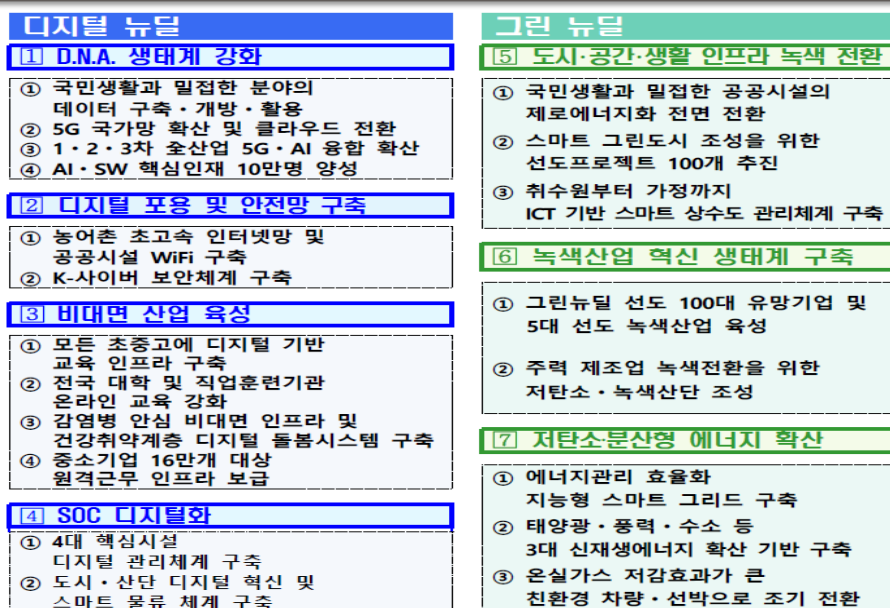 디지털 뉴딜
1 D.N.A. 생태계 강화
① 국민생활과 밀접한 분야의
데이터 구축·개방·활용
② 5G 국가망 확산 및 클라우드 전환
③ 1·2·3차 全산업 5G·AI 융합 확산
④ AI·SW 핵심인재 10만명 양성
2 디지털 포용 및 안전망 구축
① 농어촌 초고속 인터넷망 및
공공시설 WiFi 구축
② K-사이버 보안체계 구축
3 비대면 산업 육성
① 모든 초중고에 디지털 기반
교육 인프라 구축
② 전국 대학 및 직업훈련기관
온라인 교육 강화
③ 감염병 안심 비대면 인프라 및
건강취약계층 디지털 돌봄시스템 구축
④ 중소기업 16만개 대상
원격근무 인프라 보급
4 SOC 디지털화
① 4대 핵심시설
디지털 관리체계 구축
② 도시·산단 디지털 혁신 및
스마트 물류 체계 구축
그린 뉴딜
5 도시·공간·생활 인프라 녹색 전환
① 국민생활과 밀접한 공공시설의
제로에너지화 전면 전환
② 스마트 그린도시 조성을 위한
선도프로젝트 100개 추진
③ 취수원부터 가정까지
ICT 기반 스마트 상수도 관리체계 구축
6 녹색산업 혁신 생태계 구축
① 그린뉴딜 선도 100대 유망기업 및
5대 선도 녹색산업 육성
② 주력 제조업 녹색전환을 위한
저탄소·녹색산단 조성
7 저탄소·분산형 에너지 확산
① 에너지관리 효율화
지능형 스마트 그리드 구축
② 태양광·풍력·수소 등
3대 신재생에너지 확산 기반 구축
③ 온실가스 저감효과가 큰
친환경 차량·선박으로 조기 전환